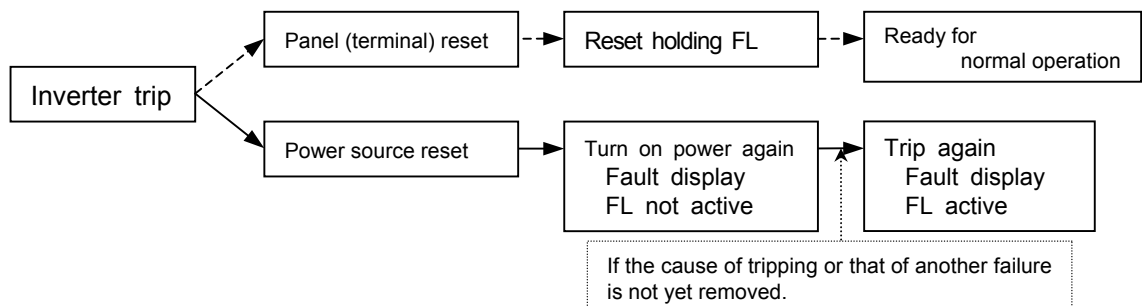 Inverter trip
Panel (terminal) reset
Reset holding FL
Ready for
normal operation
Power source reset
Turn on power again
Fault display
FL not active
Trip again
Fault display
FL active
If the cause of tripping or that of another failure
is not yet removed.